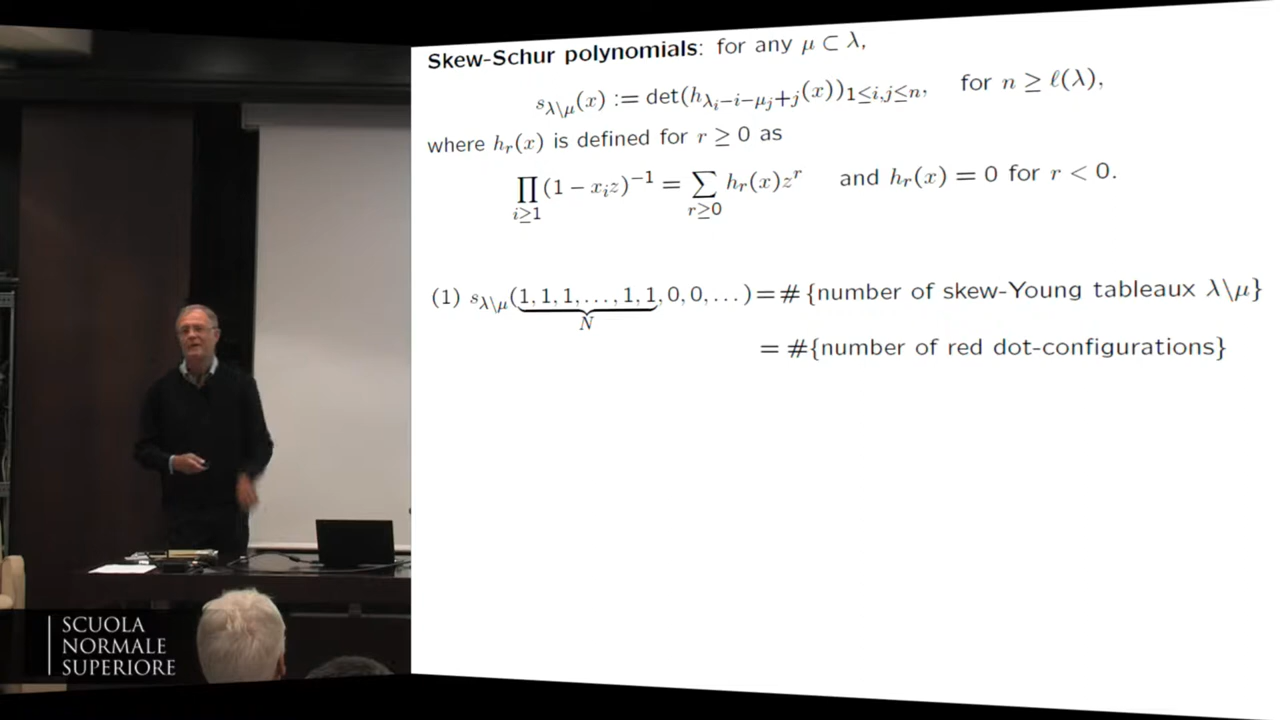 Skew-Schur polynomials: for any μ ⊂ λ,
s_{λ\μ}(x) := det(h_{λ_i−i−μ_j+j}(x))_{1≤i,j≤n}, for n ≥ ℓ(λ),
where h_r(x) is defined for r ≥ 0 as
∏_{i≥1} (1 − x_i z)^{−1} = ∑_{r≥0} h_r(x)z^r and h_r(x) = 0 for r < 0.
(1) s_{λ\μ}(1, 1, 1, . . . , 1, 1, 0, 0, . . . ) = # {number of skew-Young tableaux λ\μ}
N
= #{number of red dot-configurations}
SCUOLA
NORMALE
SUPERIORE